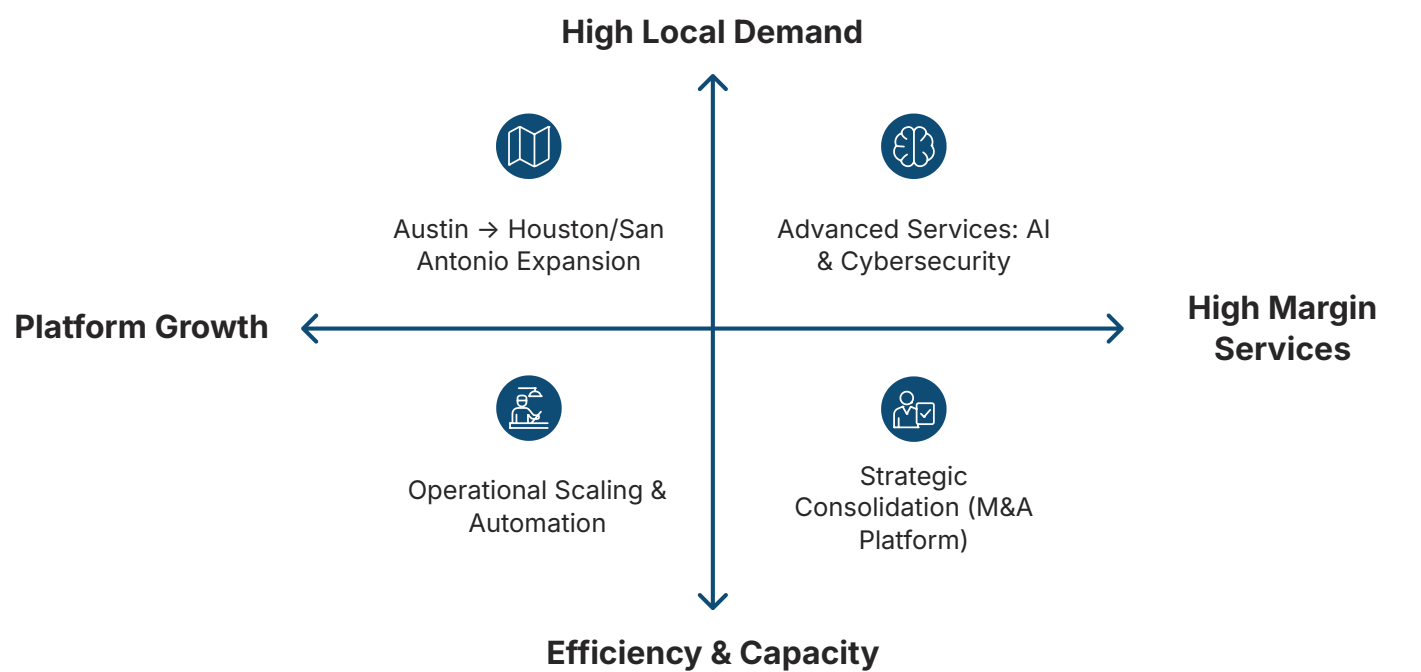 High Local Demand
Austin → Houston/San
Antonio Expansion
Advanced Services: AI
& Cybersecurity
Platform Growth
High Margin
Services
Operational Scaling &
Automation
Strategic
Consolidation (M&A
Platform)
Efficiency & Capacity